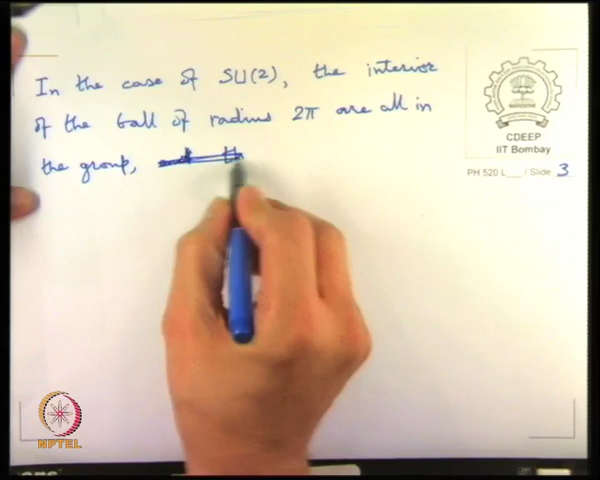 In the case of SU(2), the interior
of the ball of radius 2π are all in
the group,
CDEEP
IIT Bombay
PH 520 L___ / Slide 3
NPTEL